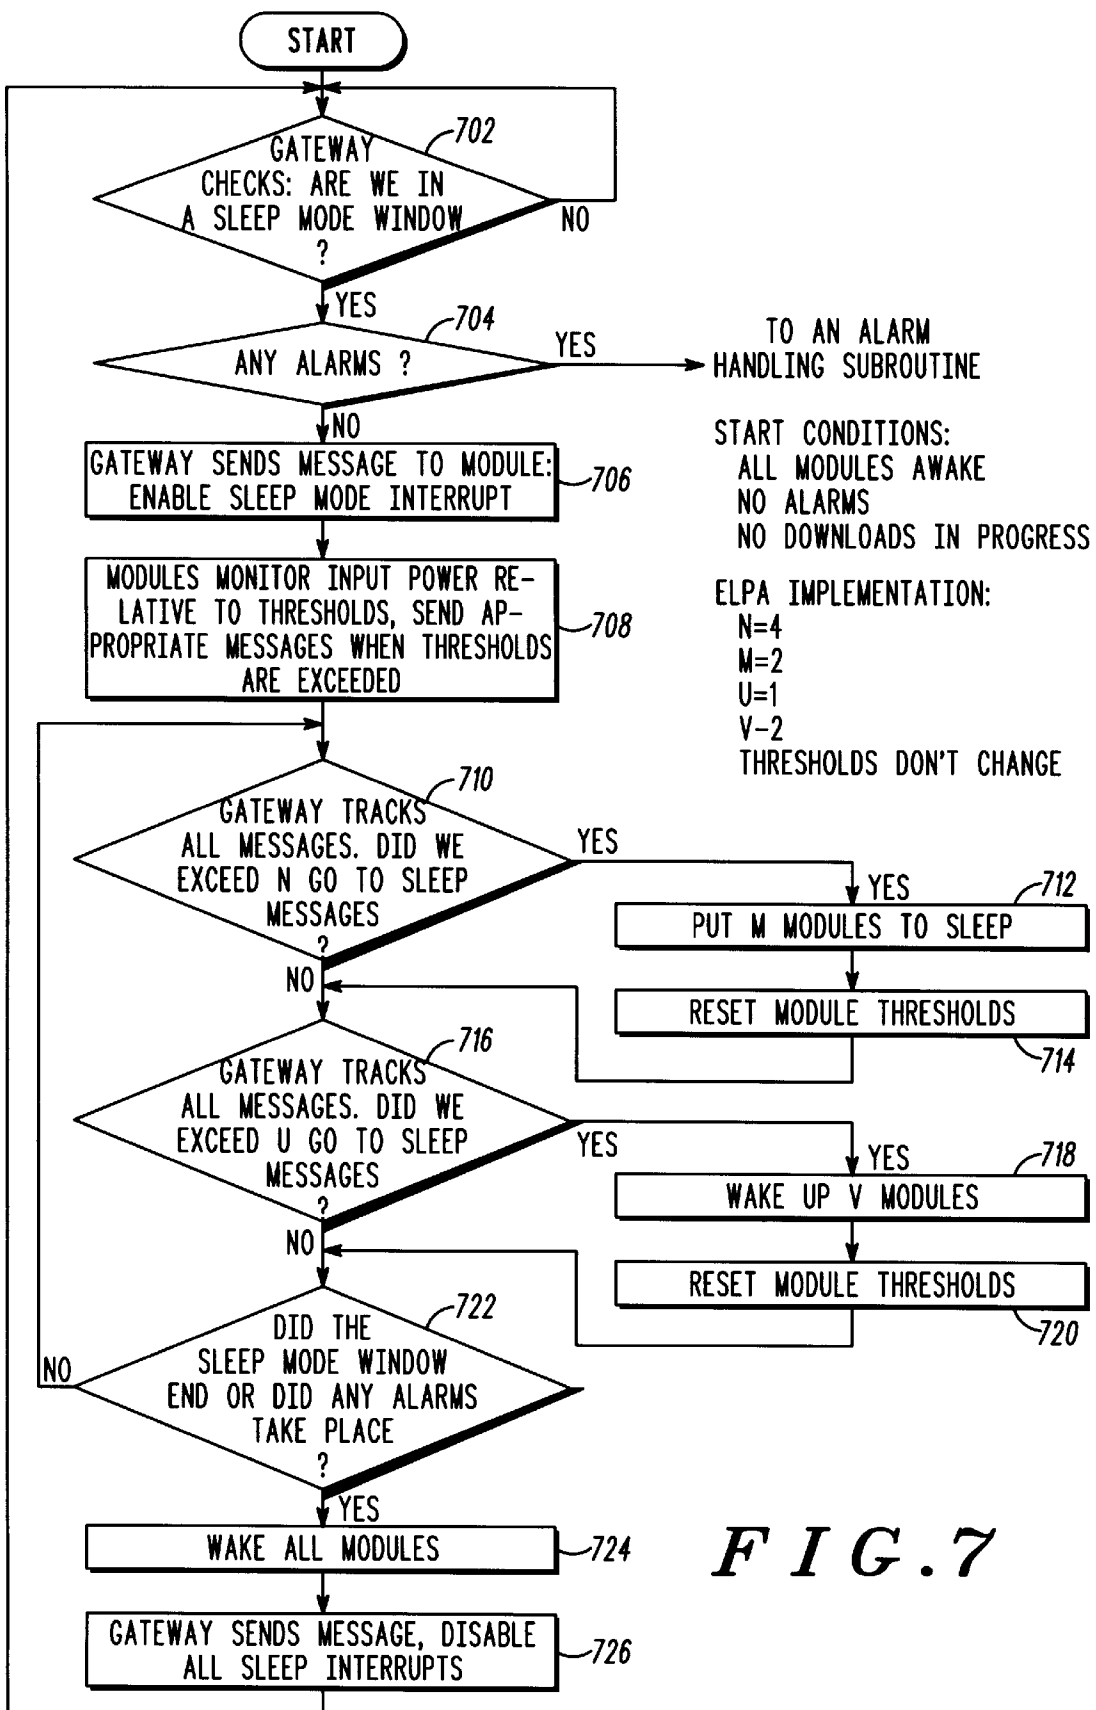 START
702
GATEWAY
CHECKS: ARE WE IN
A SLEEP MODE WINDOW
?
NO
YES
704
ANY ALARMS ?
YES
TO AN ALARM
HANDLING SUBROUTINE
NO
GATEWAY SENDS MESSAGE TO MODULE:
ENABLE SLEEP MODE INTERRUPT
706
START CONDITIONS:
ALL MODULES AWAKE
NO ALARMS
NO DOWNLOADS IN PROGRESS
MODULES MONITOR INPUT POWER RE-
LATIVE TO THRESHOLDS, SEND AP-
PROPRIATE MESSAGES WHEN THRESHOLDS
ARE EXCEEDED
708
ELPA IMPLEMENTATION:
N=4
M=2
U=1
V-2
THRESHOLDS DON'T CHANGE
710
GATEWAY TRACKS
ALL MESSAGES. DID WE
EXCEED N GO TO SLEEP
MESSAGES
?
YES
YES
712
PUT M MODULES TO SLEEP
RESET MODULE THRESHOLDS
714
NO
716
GATEWAY TRACKS
ALL MESSAGES. DID WE
EXCEED U GO TO SLEEP
MESSAGES
?
YES
YES
718
WAKE UP V MODULES
RESET MODULE THRESHOLDS
720
NO
722
DID THE
SLEEP MODE WINDOW
END OR DID ANY ALARMS
TAKE PLACE
?
NO
YES
WAKE ALL MODULES
724
GATEWAY SENDS MESSAGE, DISABLE
ALL SLEEP INTERRUPTS
726
FIG.7